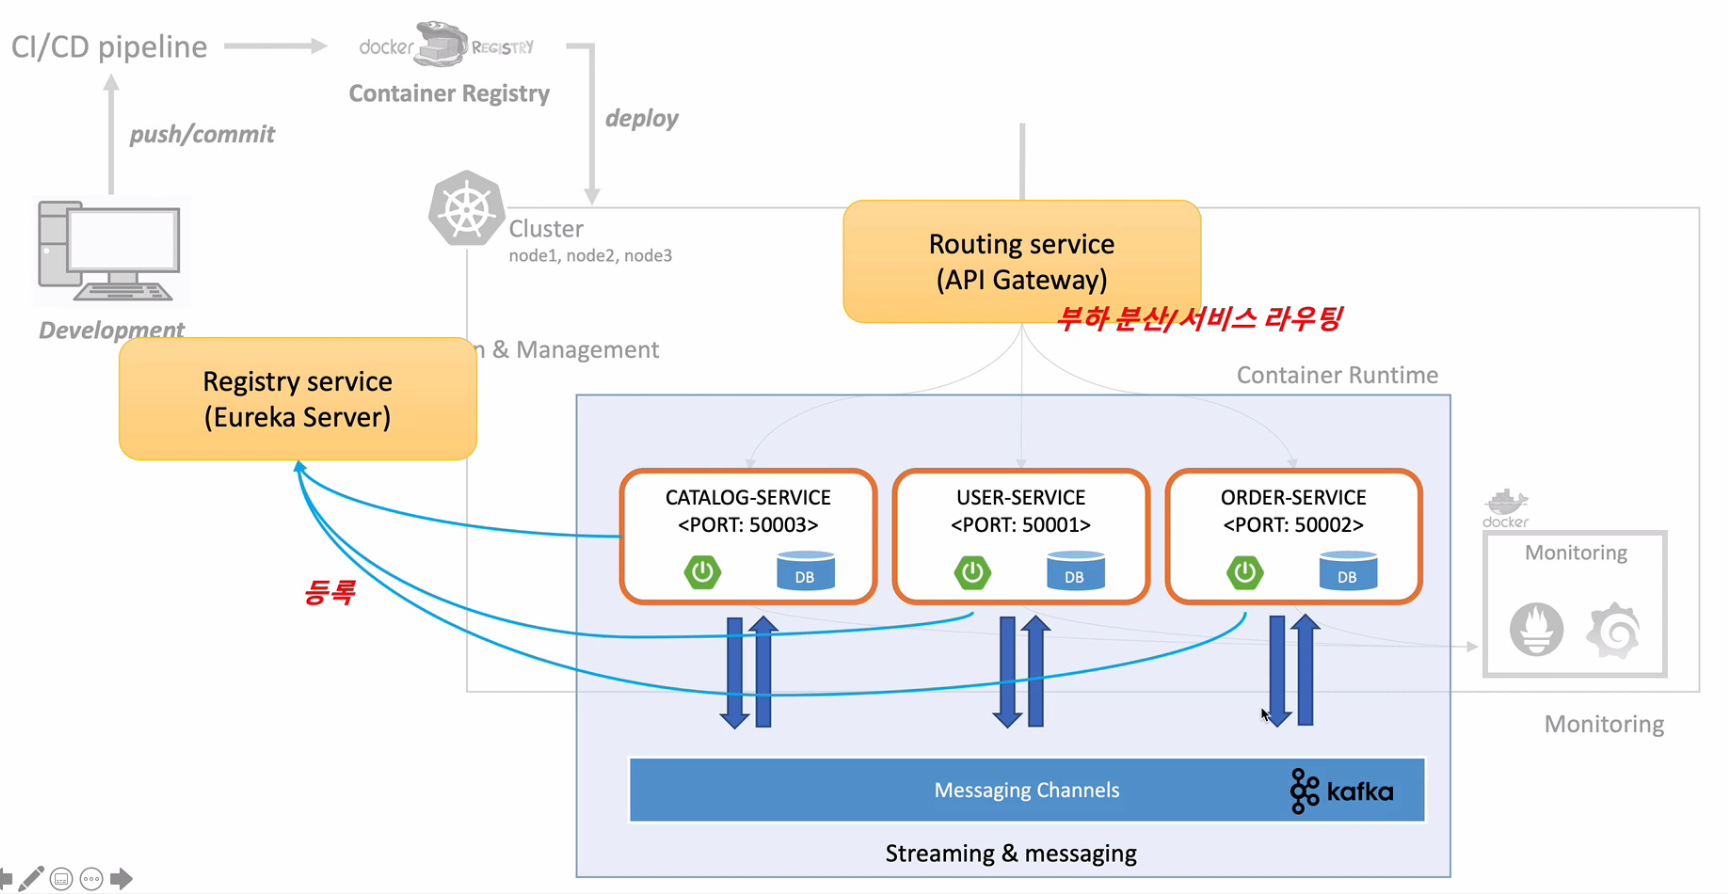 CI/CD pipeline
docker REGISTRY
Container Registry
push/commit
deploy
Development
Cluster
node1, node2, node3
Routing service
(API Gateway)
부하 분산/서비스 라우팅
n & Management
Registry service
(Eureka Server)
Container Runtime
CATALOG-SERVICE
<PORT: 50003>
DB
USER-SERVICE
<PORT: 50001>
DB
ORDER-SERVICE
<PORT: 50002>
DB
docker
Monitoring
등록
Monitoring
Messaging Channels
kafka
Streaming & messaging